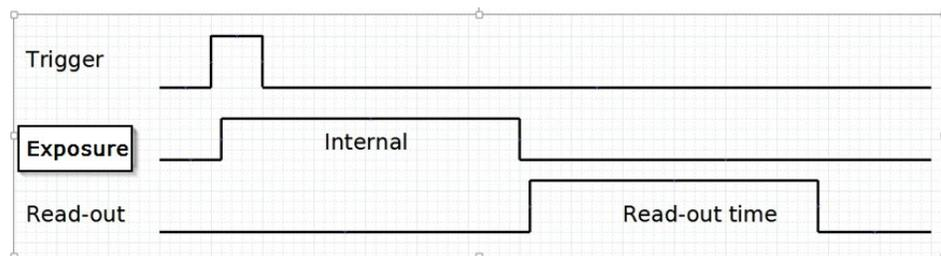 Trigger
Exposure
Internal
Read-out
Read-out time